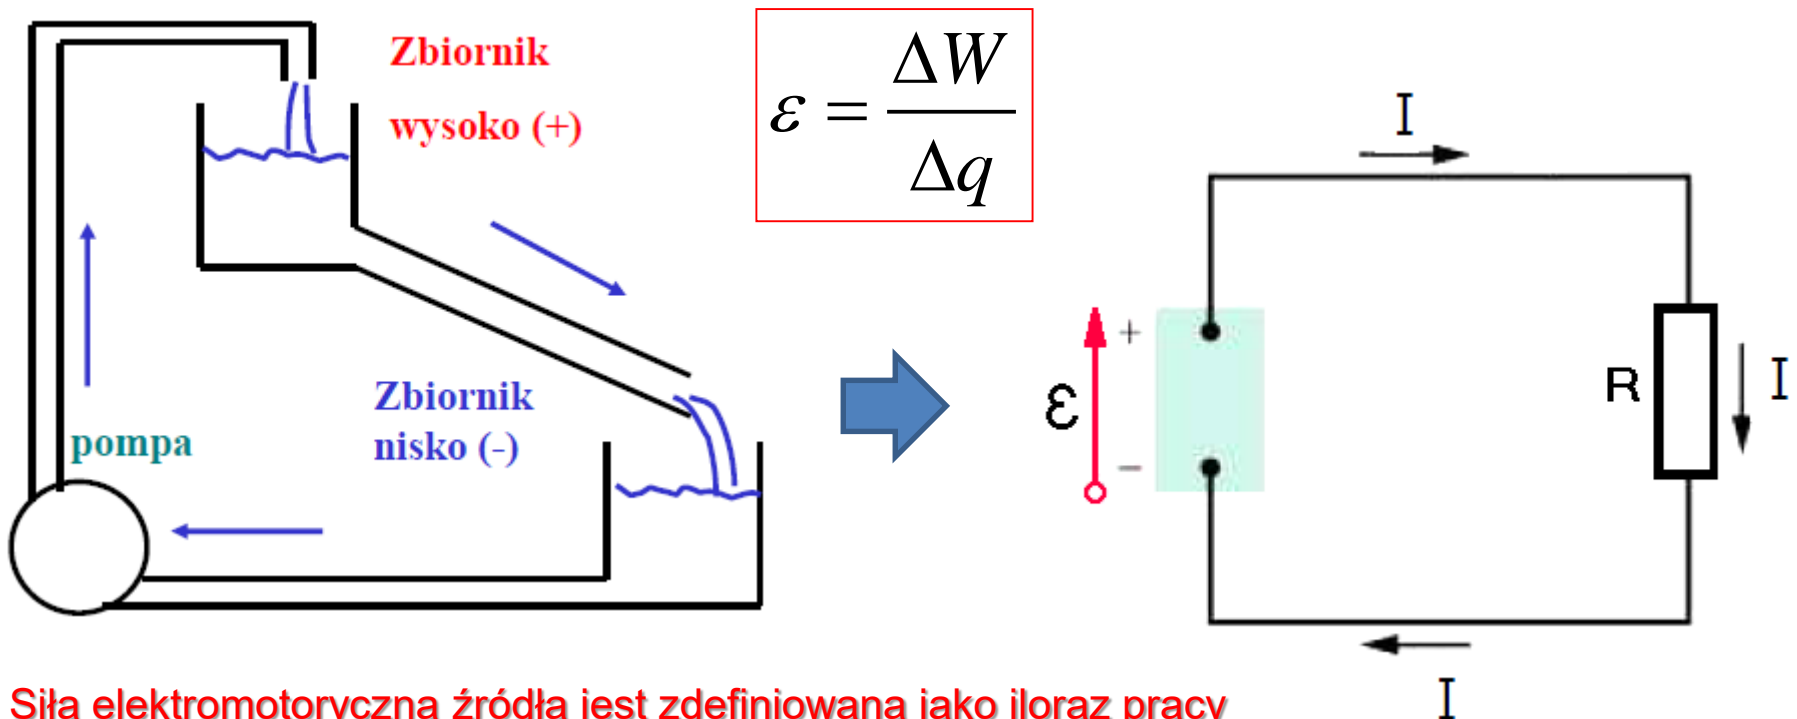 Zbiornik
wysoko (+)
ε = ΔW / Δq
I
+
ε
R
I
−
Zbiornik
nisko (-)
pompa
I
Siła elektromotoryczna źródła jest zdefiniowana jako iloraz pracy